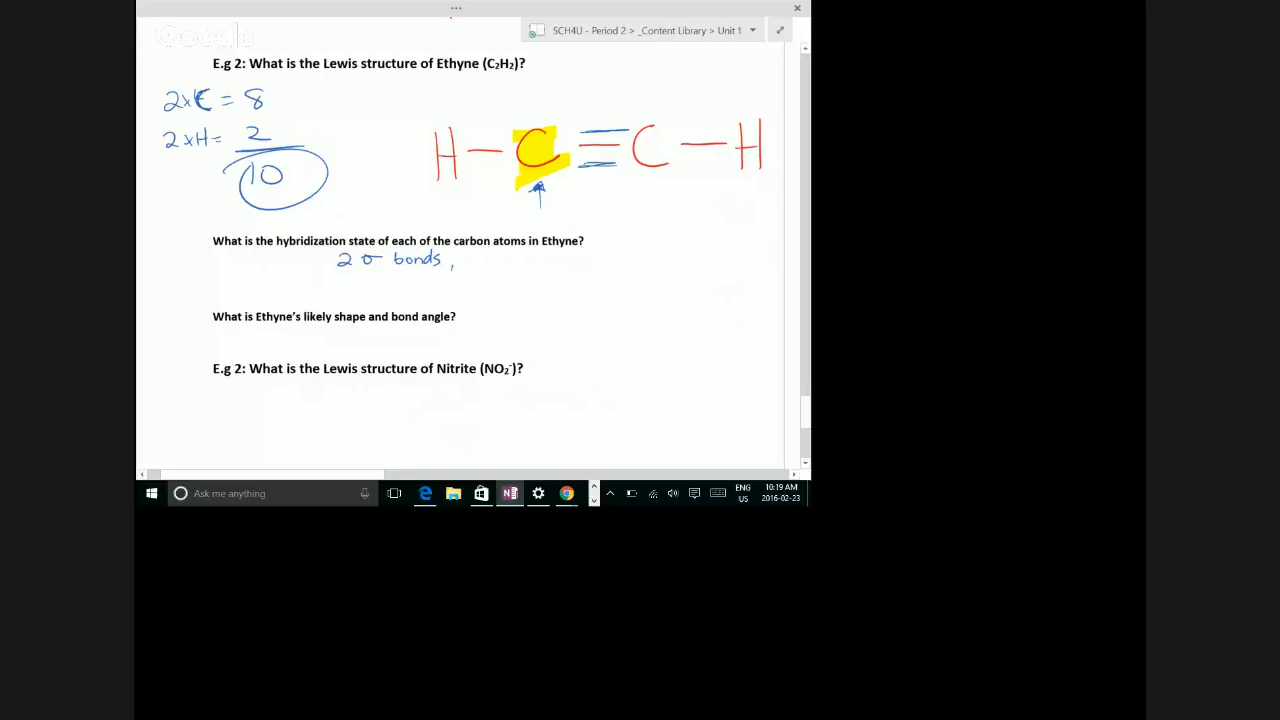 Google
SCH4U - Period 2 > _Content Library > Unit 1
E.g 2: What is the Lewis structure of Ethyne (C₂H₂)?
2xC = 8
2xH = 2
10
H - C ≡ C - H
What is the hybridization state of each of the carbon atoms in Ethyne?
2 σ bonds,
What is Ethyne's likely shape and bond angle?
E.g 2: What is the Lewis structure of Nitrite (NO₂⁻)?
Ask me anything
ENG 10:19 AM
US 2016-02-23